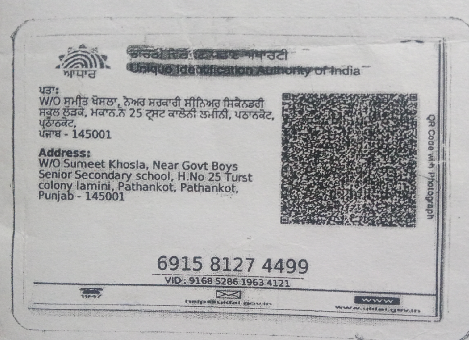 ਆਧਾਰ
Unique Identification Authority of India
ਪਤਾ:
W/O ਸੁਮੀਤ ਖੋਸਲਾ, ਨੇਅਰ ਸਰਕਾਰੀ ਸੀਨਿਅਰ ਸਿਕੈਨਡਰੀ
ਸਕੂਲ ਲੜਕੇ, ਮਕਾਨ.ਨੰ 25 ਟ੍ਰਸਟ ਕਾਲੋਨੀ ਲਮੀਨੀ, ਪਠਾਨਕੋਟ,
ਪਠਾਨਕੋਟ,
ਪੰਜਾਬ - 145001
Address:
W/O Sumeet Khosla, Near Govt Boys
Senior Secondary school, H.No 25 Turst
colony lamini, Pathankot, Pathankot,
Punjab - 145001
QR Code with Photograph
6915 8127 4499
VID: 9168 5286 1963 4121
1947
help@uidai.gov.in
www
www.uidai.gov.in